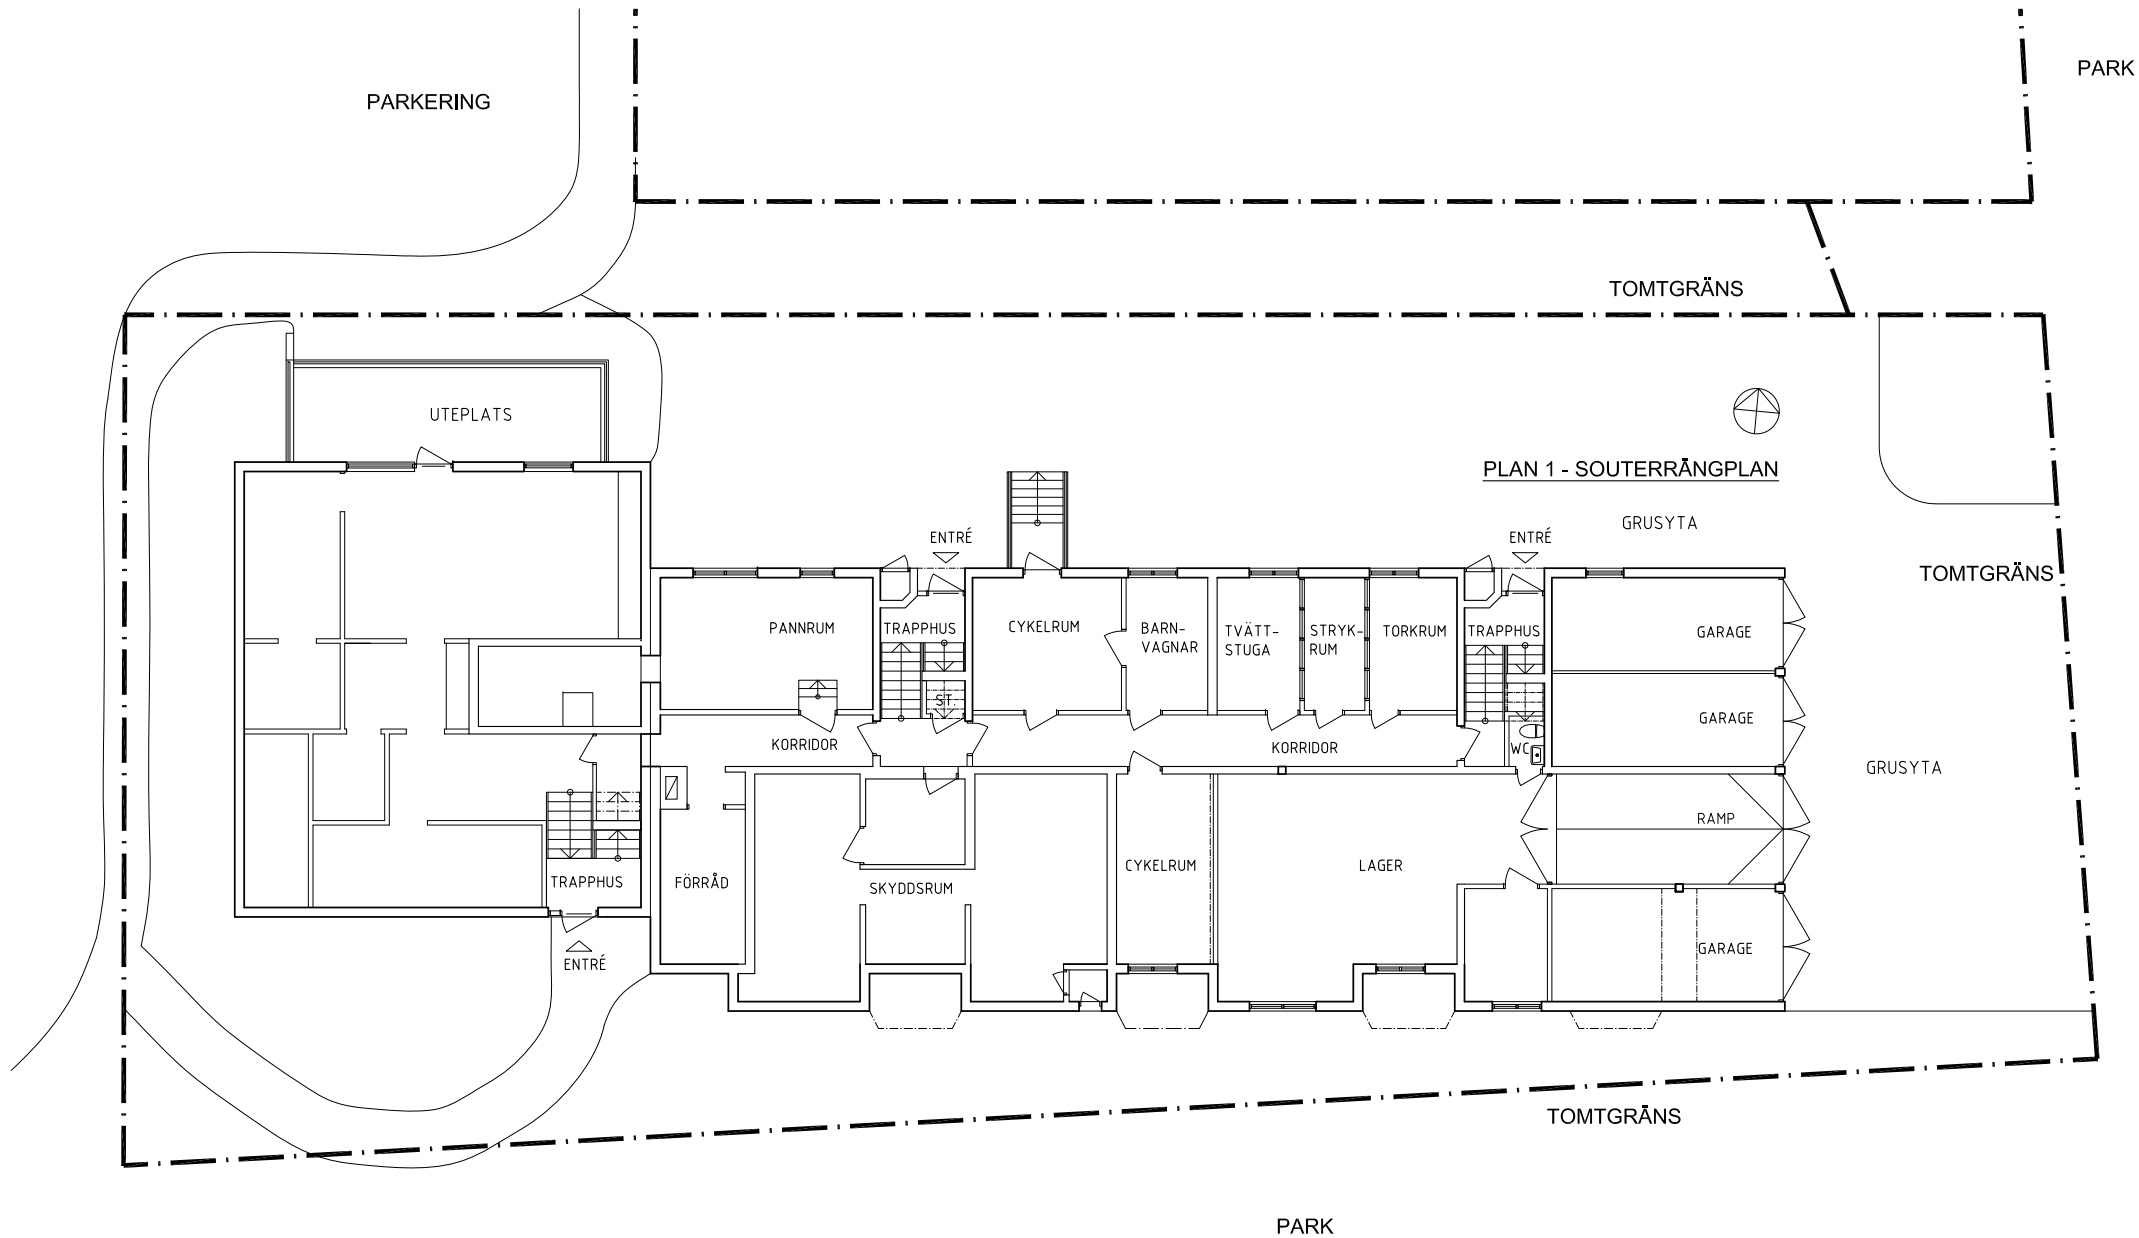 PARK
PARKERING
TOMTGRÄNS
UTEPLATS
PLAN 1 - SOUTERRÄNGPLAN
GRUSYTA
ENTRÉ
ENTRÉ
TOMTGRÄNS
PANNRUM
TRAPPHUS
CYKELRUM
BARN-
VAGNAR
TVÄTT-
STUGA
STRYK-
RUM
TORKRUM
TRAPPHUS
GARAGE
ST.
GARAGE
KORRIDOR
KORRIDOR
WC
GRUSYTA
RAMP
CYKELRUM
LAGER
TRAPPHUS
FÖRRÅD
SKYDDSRUM
GARAGE
ENTRÉ
TOMTGRÄNS
PARK